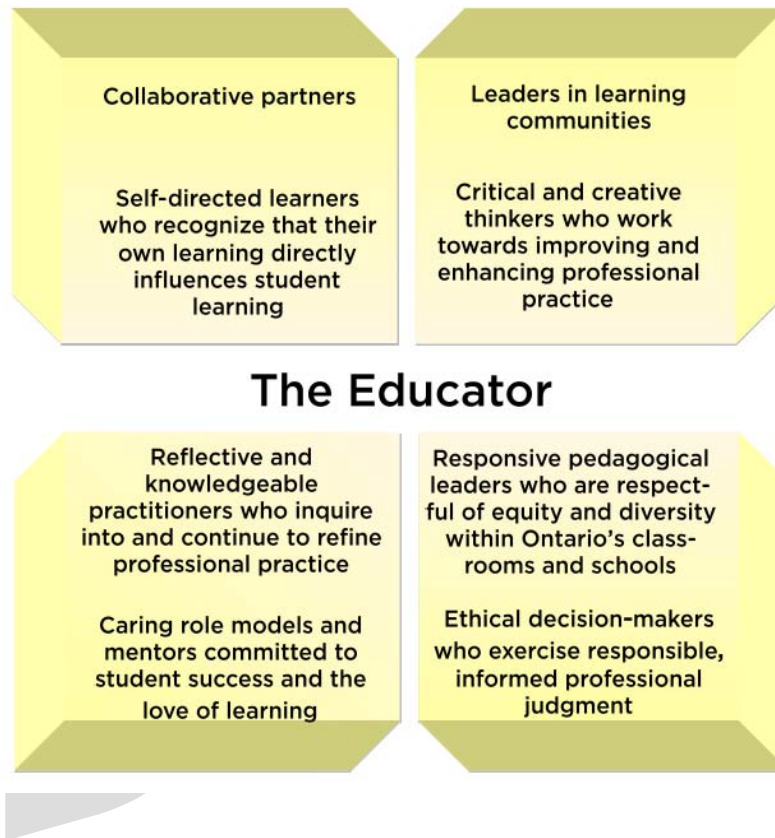 Collaborative partners
Self-directed learners
who recognize that their
own learning directly
influences student
learning
Leaders in learning
communities
Critical and creative
thinkers who work
towards improving and
enhancing professional
practice
The Educator
Reflective and
knowledgeable
practitioners who inquire
into and continue to refine
professional practice
Caring role models and
mentors committed to
student success and the
love of learning
Responsive pedagogical
leaders who are respect-
ful of equity and diversity
within Ontario's class-
rooms and schools
Ethical decision-makers
who exercise responsible,
informed professional
judgment